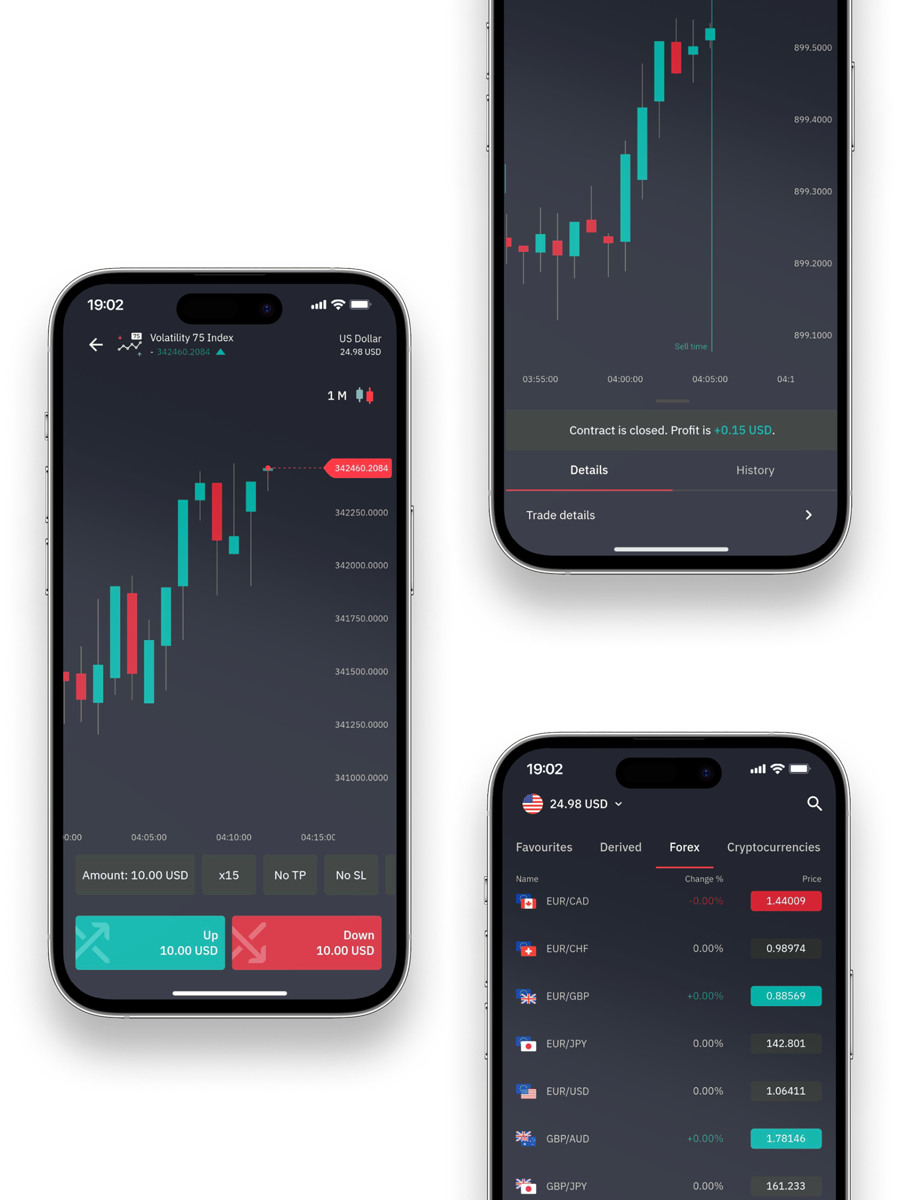 899.5000
899.4000
899.3000
899.2000
899.1000
Sell time
03:55:00 04:00:00 04:05:00 04:1
Contract is closed. Profit is +0.15 USD.
Details History
Trade details
19:02
75
Volatility 75 Index US Dollar
- 342460.2084 24.98 USD
1 M
342460.2084
342250.0000
342000.0000
341750.0000
341500.0000
341250.0000
341000.0000
0:00 04:05:00 04:10:00 04:15:00
Amount: 10.00 USD x15 No TP No SL
Up Down
10.00 USD 10.00 USD
19:02
24.98 USD
Favourites Derived Forex Cryptocurrencies
Name Change % Price
EUR/CAD -0.00% 1.44009
EUR/CHF 0.00% 0.98974
EUR/GBP +0.00% 0.88569
EUR/JPY 0.00% 142.801
EUR/USD 0.00% 1.06411
GBP/AUD +0.00% 1.78146
GBP/JPY 0.00% 161.233